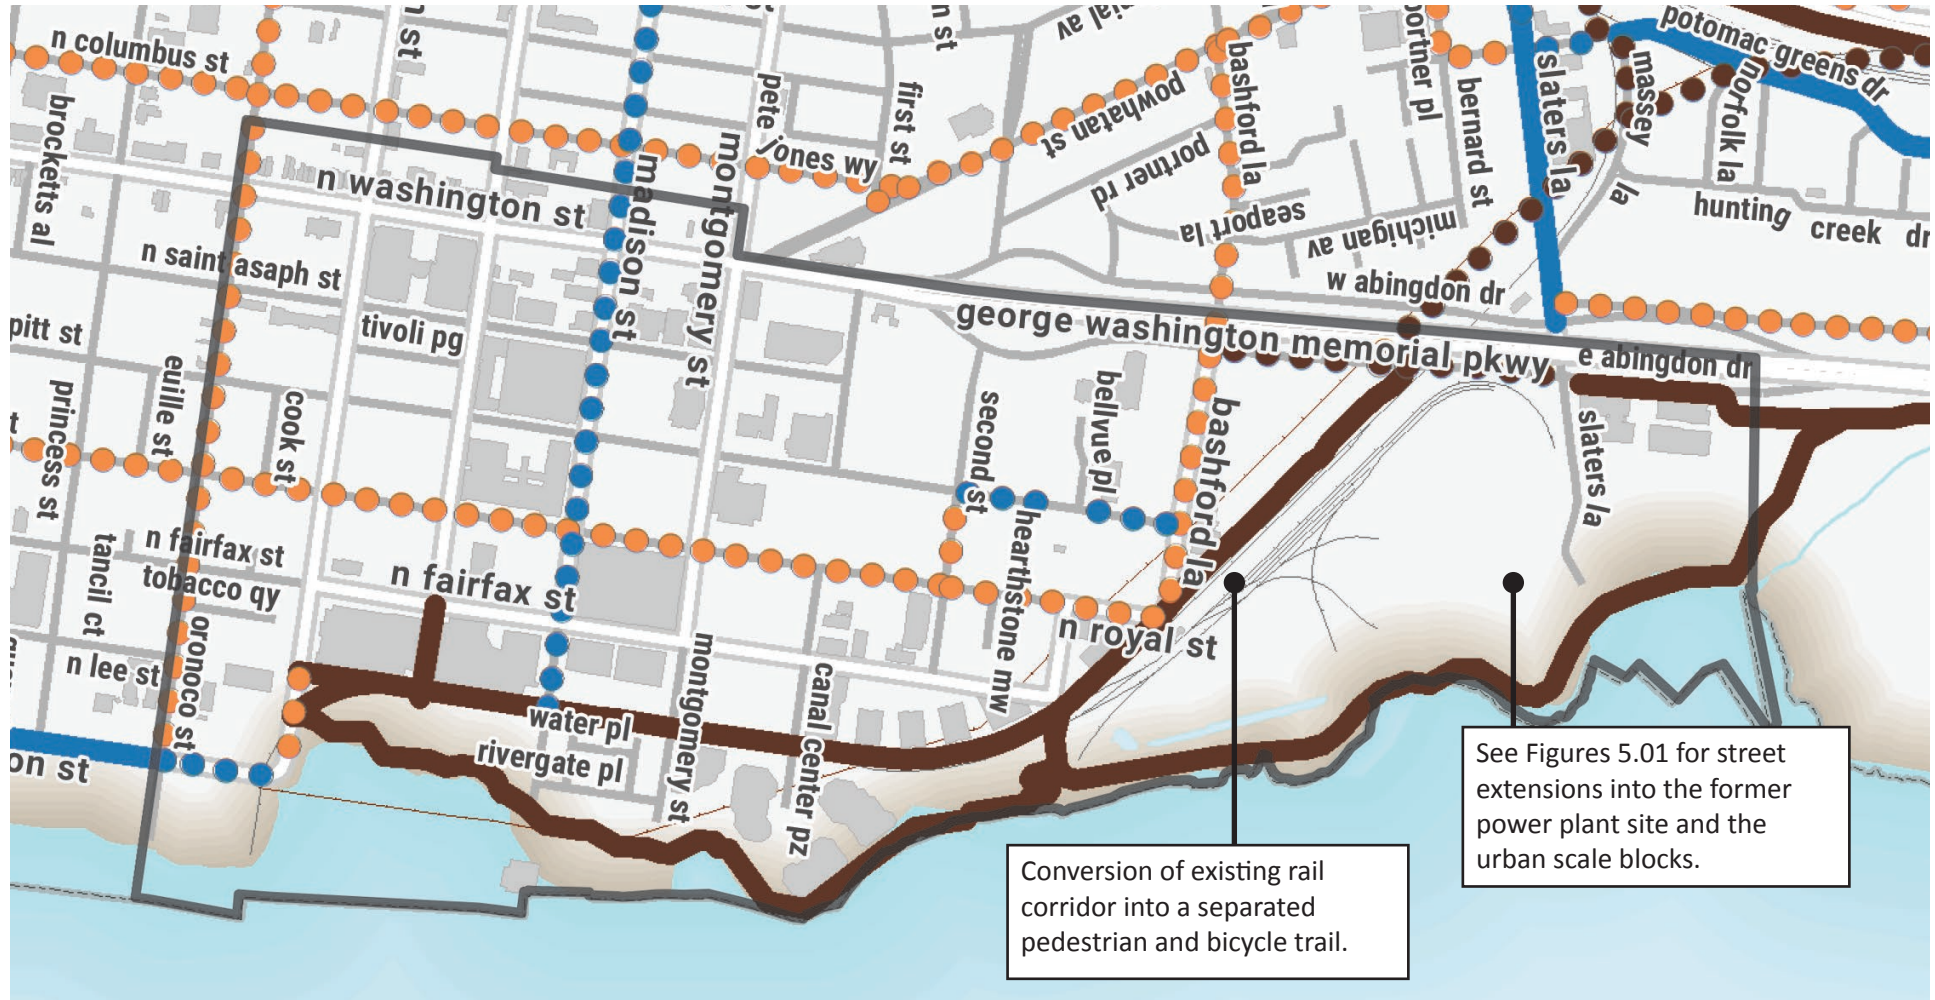 n columbus st
brocketts al
st
n st
pete jones wy
first st
powhatan st
portner rd
bashford la
seaport la
michigan av
portner pl
bernard st
slaters la
massey
la
norfolk la
potomac greens dr
hunting
creek dr
n washington st
madison st
montgomery st
n saint asaph st
tivoli pg
w abingdon dr
george washington memorial pkwy
e abingdon dr
pitt st
princess st
euille st
cook st
second st
bellvue pl
hearthstone mw
bashford la
slaters la
n fairfax st
tobacco qy
tancil ct
n lee st
oronoco st
n fairfax st
n royal st
montgomery st
canal center pz
water pl
rivergate pl
on st
See Figures 5.01 for street
extensions into the former
power plant site and the
urban scale blocks.
Conversion of existing rail
corridor into a separated
pedestrian and bicycle trail.